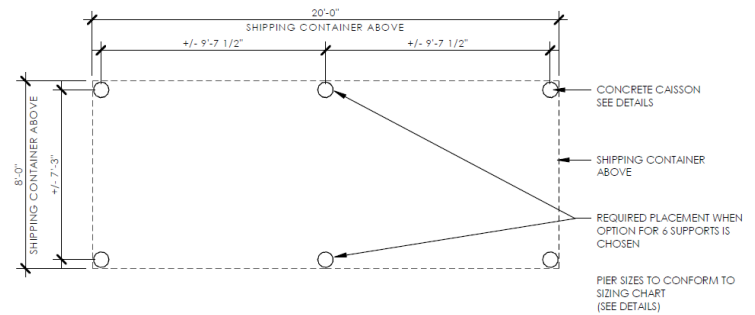 20'-0"
SHIPPING CONTAINER ABOVE
+/- 9'-7 1/2"
+/- 9'-7 1/2"
8'-0"
SHIPPING CONTAINER ABOVE
+/- 7'-3"
CONCRETE CAISSON
SEE DETAILS
SHIPPING CONTAINER
ABOVE
REQUIRED PLACEMENT WHEN
OPTION FOR 6 SUPPORTS IS
CHOSEN
PIER SIZES TO CONFORM TO
SIZING CHART
(SEE DETAILS)